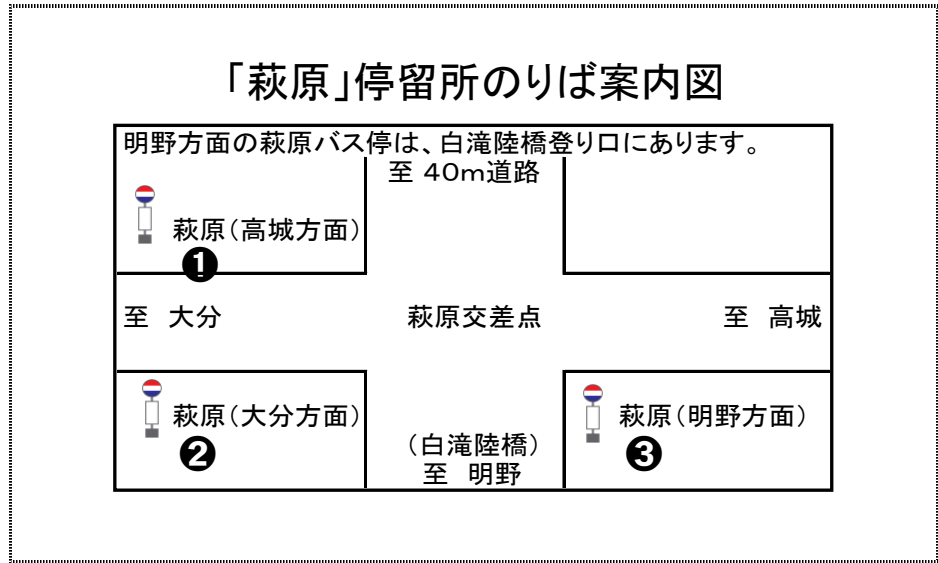 「萩原」停留所のりば案内図
明野方面の萩原バス停は、白滝陸橋登り口にあります。
至 40m道路
萩原(高城方面)
❶
至 大分
萩原交差点
至 高城
萩原(大分方面)
❷
(白滝陸橋)
至 明野
萩原(明野方面)
❸